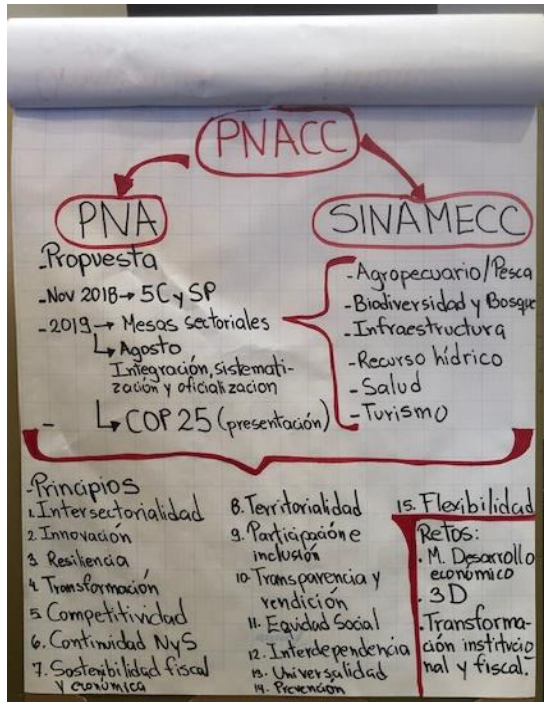 PNACC
PNA
-Propuesta
-Nov 2018→ 5C y SP
-2019→ Mesas sectoriales
↳Agosto
Integración, sistemati-
zación y oficializacion
- ↳COP 25 (presentación)
SINAMECC
-Agropecuario/Pesca
-Biodiversidad y Bosque
-Infraestructura
-Recurso hídrico
-Salud
-Turismo
-Principios
1. Intersectorialidad
2 Innovación
3. Resiliencia
4. Transformación
5 Competitividad
6. Continuidad NyS
7. Sostenibilidad fiscal
y económica
8. Territorialidad
9. Participación e
inclusión
10. Transparencia y
rendición
11. Equidad Social
12. Interdependencia
13. Universalidad
14. Prevención
15. Flexibilidad
Retos:
. M. Desarrollo
económico
. 3D
. Transforma-
ción institucio
nal y fiscal.